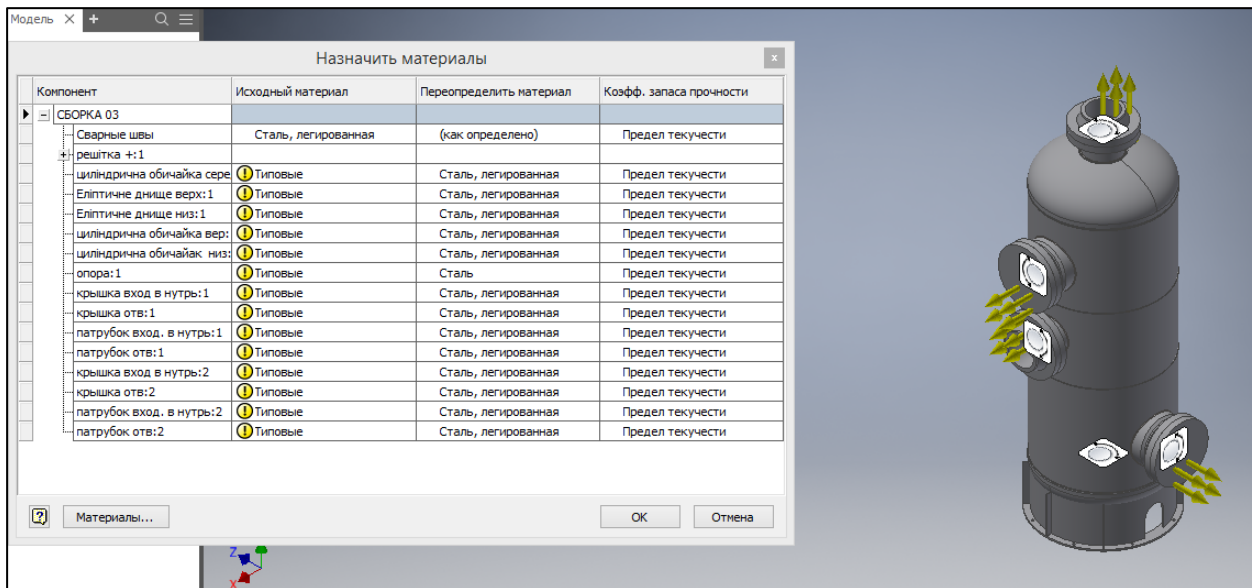 Модель × +
Назначить материалы
Компонент Исходный материал Переопределить материал Коэфф. запаса прочности
СБОРКА 03
Сварные швы Сталь, легированная (как определено) Предел текучести
решітка +:1
циліндрична обичайка сере Типовые Сталь, легированная Предел текучести
Еліптичне днище верх:1 Типовые Сталь, легированная Предел текучести
Еліптичне днище низ:1 Типовые Сталь, легированная Предел текучести
циліндрична обичайка вер: Типовые Сталь, легированная Предел текучести
циліндрична обичайак низ: Типовые Сталь, легированная Предел текучести
опора:1 Типовые Сталь Предел текучести
крышка вход в нутрь:1 Типовые Сталь, легированная Предел текучести
крышка отв:1 Типовые Сталь, легированная Предел текучести
патрубок вход. в нутрь:1 Типовые Сталь, легированная Предел текучести
патрубок отв:1 Типовые Сталь, легированная Предел текучести
крышка вход в нутрь:2 Типовые Сталь, легированная Предел текучести
крышка отв:2 Типовые Сталь, легированная Предел текучести
патрубок вход. в нутрь:2 Типовые Сталь, легированная Предел текучести
патрубок отв:2 Типовые Сталь, легированная Предел текучести
Материалы... OK Отмена
Z
X